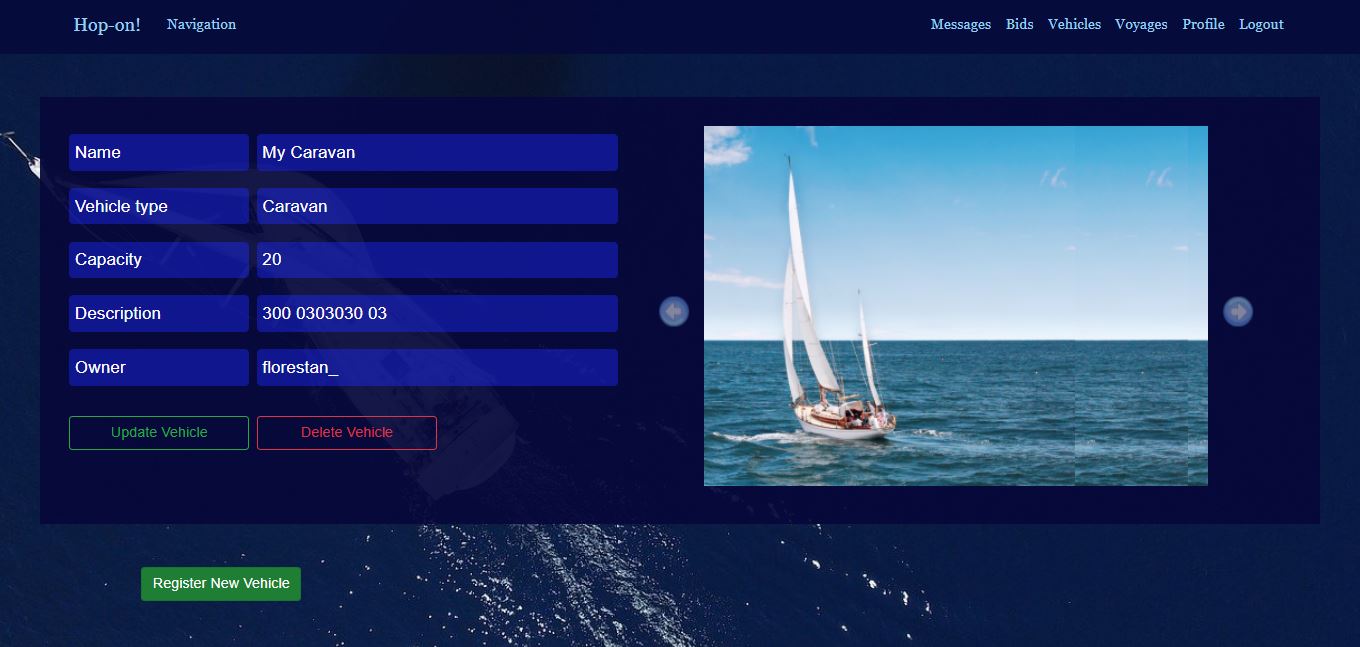 Hop-on! Navigation Messages Bids Vehicles Voyages Profile Logout
Name My Caravan
Vehicle type Caravan
Capacity 20
Description 300 0303030 03
Owner florestan_
Update Vehicle Delete Vehicle
Register New Vehicle